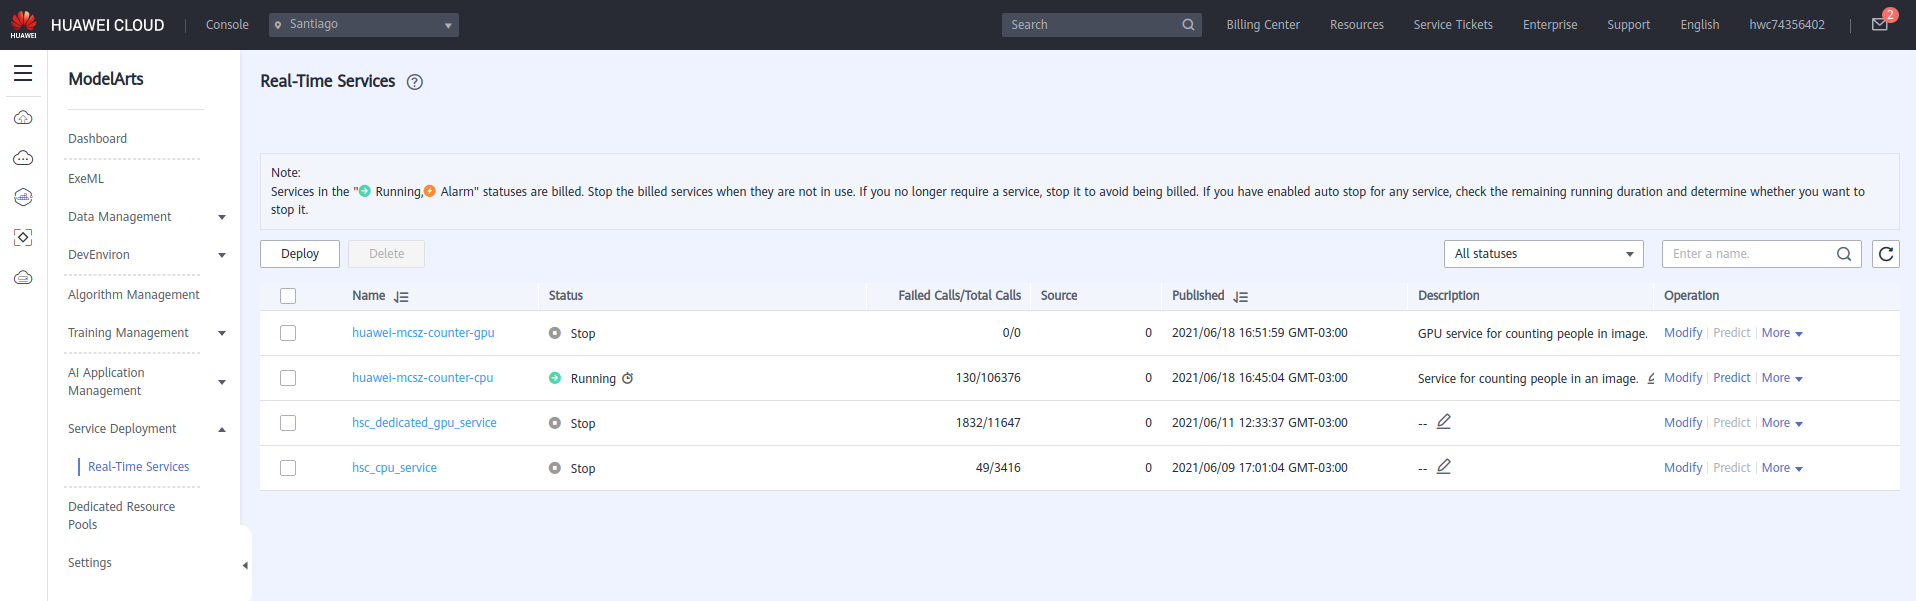 HUAWEI
HUAWEI CLOUD
Console
Santiago
Search
Billing Center
Resources
Service Tickets
Enterprise
Support
English
hwc74356402
2
ModelArts
Dashboard
ExeML
Data Management
DevEnviron
Algorithm Management
Training Management
AI Application
Management
Service Deployment
Real-Time Services
Dedicated Resource
Pools
Settings
Real-Time Services ?
Note:
Services in the " Running, Alarm" statuses are billed. Stop the billed services when they are not in use. If you no longer require a service, stop it to avoid being billed. If you have enabled auto stop for any service, check the remaining running duration and determine whether you want to
stop it.
Deploy Delete All statuses Enter a name.
Name Status Failed Calls/Total Calls Source Published Description Operation
huawei-mcsz-counter-gpu Stop 0/0 0 2021/06/18 16:51:59 GMT-03:00 GPU service for counting people in image. Modify | Predict | More
huawei-mcsz-counter-cpu Running 130/106376 0 2021/06/18 16:45:04 GMT-03:00 Service for counting people in an image. Modify | Predict | More
hsc_dedicated_gpu_service Stop 1832/11647 0 2021/06/11 12:33:37 GMT-03:00 -- Modify | Predict | More
hsc_cpu_service Stop 49/3416 0 2021/06/09 17:01:04 GMT-03:00 -- Modify | Predict | More